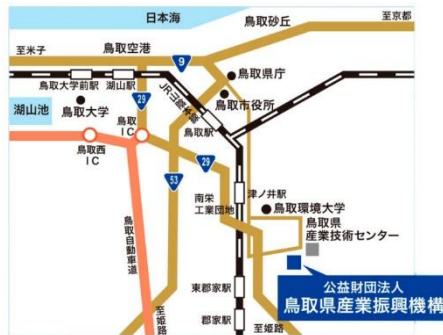 日本海
鳥取砂丘
至京都
至米子
鳥取空港
9
鳥取県庁
鳥取大学前駅
湖山駅
JR山陰本線
鳥取市役所
29
鳥取大学
湖山池
鳥取駅
鳥取
IC
鳥取西
IC
29
53
南栄
工業団地
津ノ井駅
鳥取環境大学
鳥取県
産業技術センター
鳥取自動車道
公益財団法人
鳥取県産業振興機構
東郡家駅
郡家駅
至姫路
至姫路
至姫路